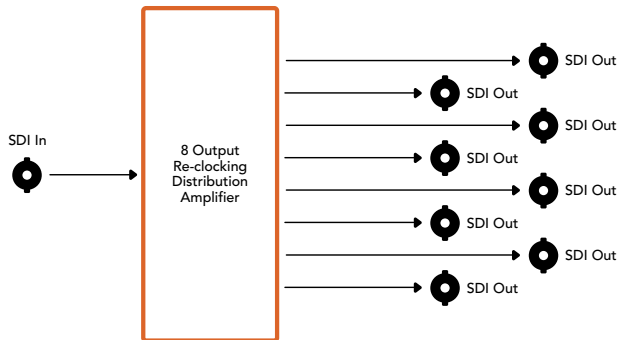 SDI In
8 Output
Re-clocking
Distribution
Amplifier
SDI Out
SDI Out
SDI Out
SDI Out
SDI Out
SDI Out
SDI Out
SDI Out